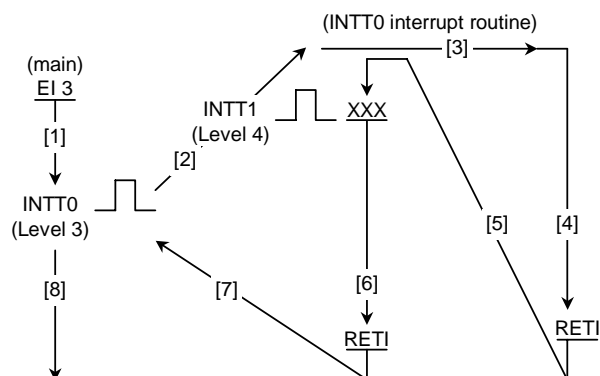 (INTT0 interrupt routine)
[3]
(main)
EI 3
[1]
INTT1
(Level 4)
XXX
[2]
INTT0
(Level 3)
[5]
[4]
[8]
[7]
[6]
RETI
RETI